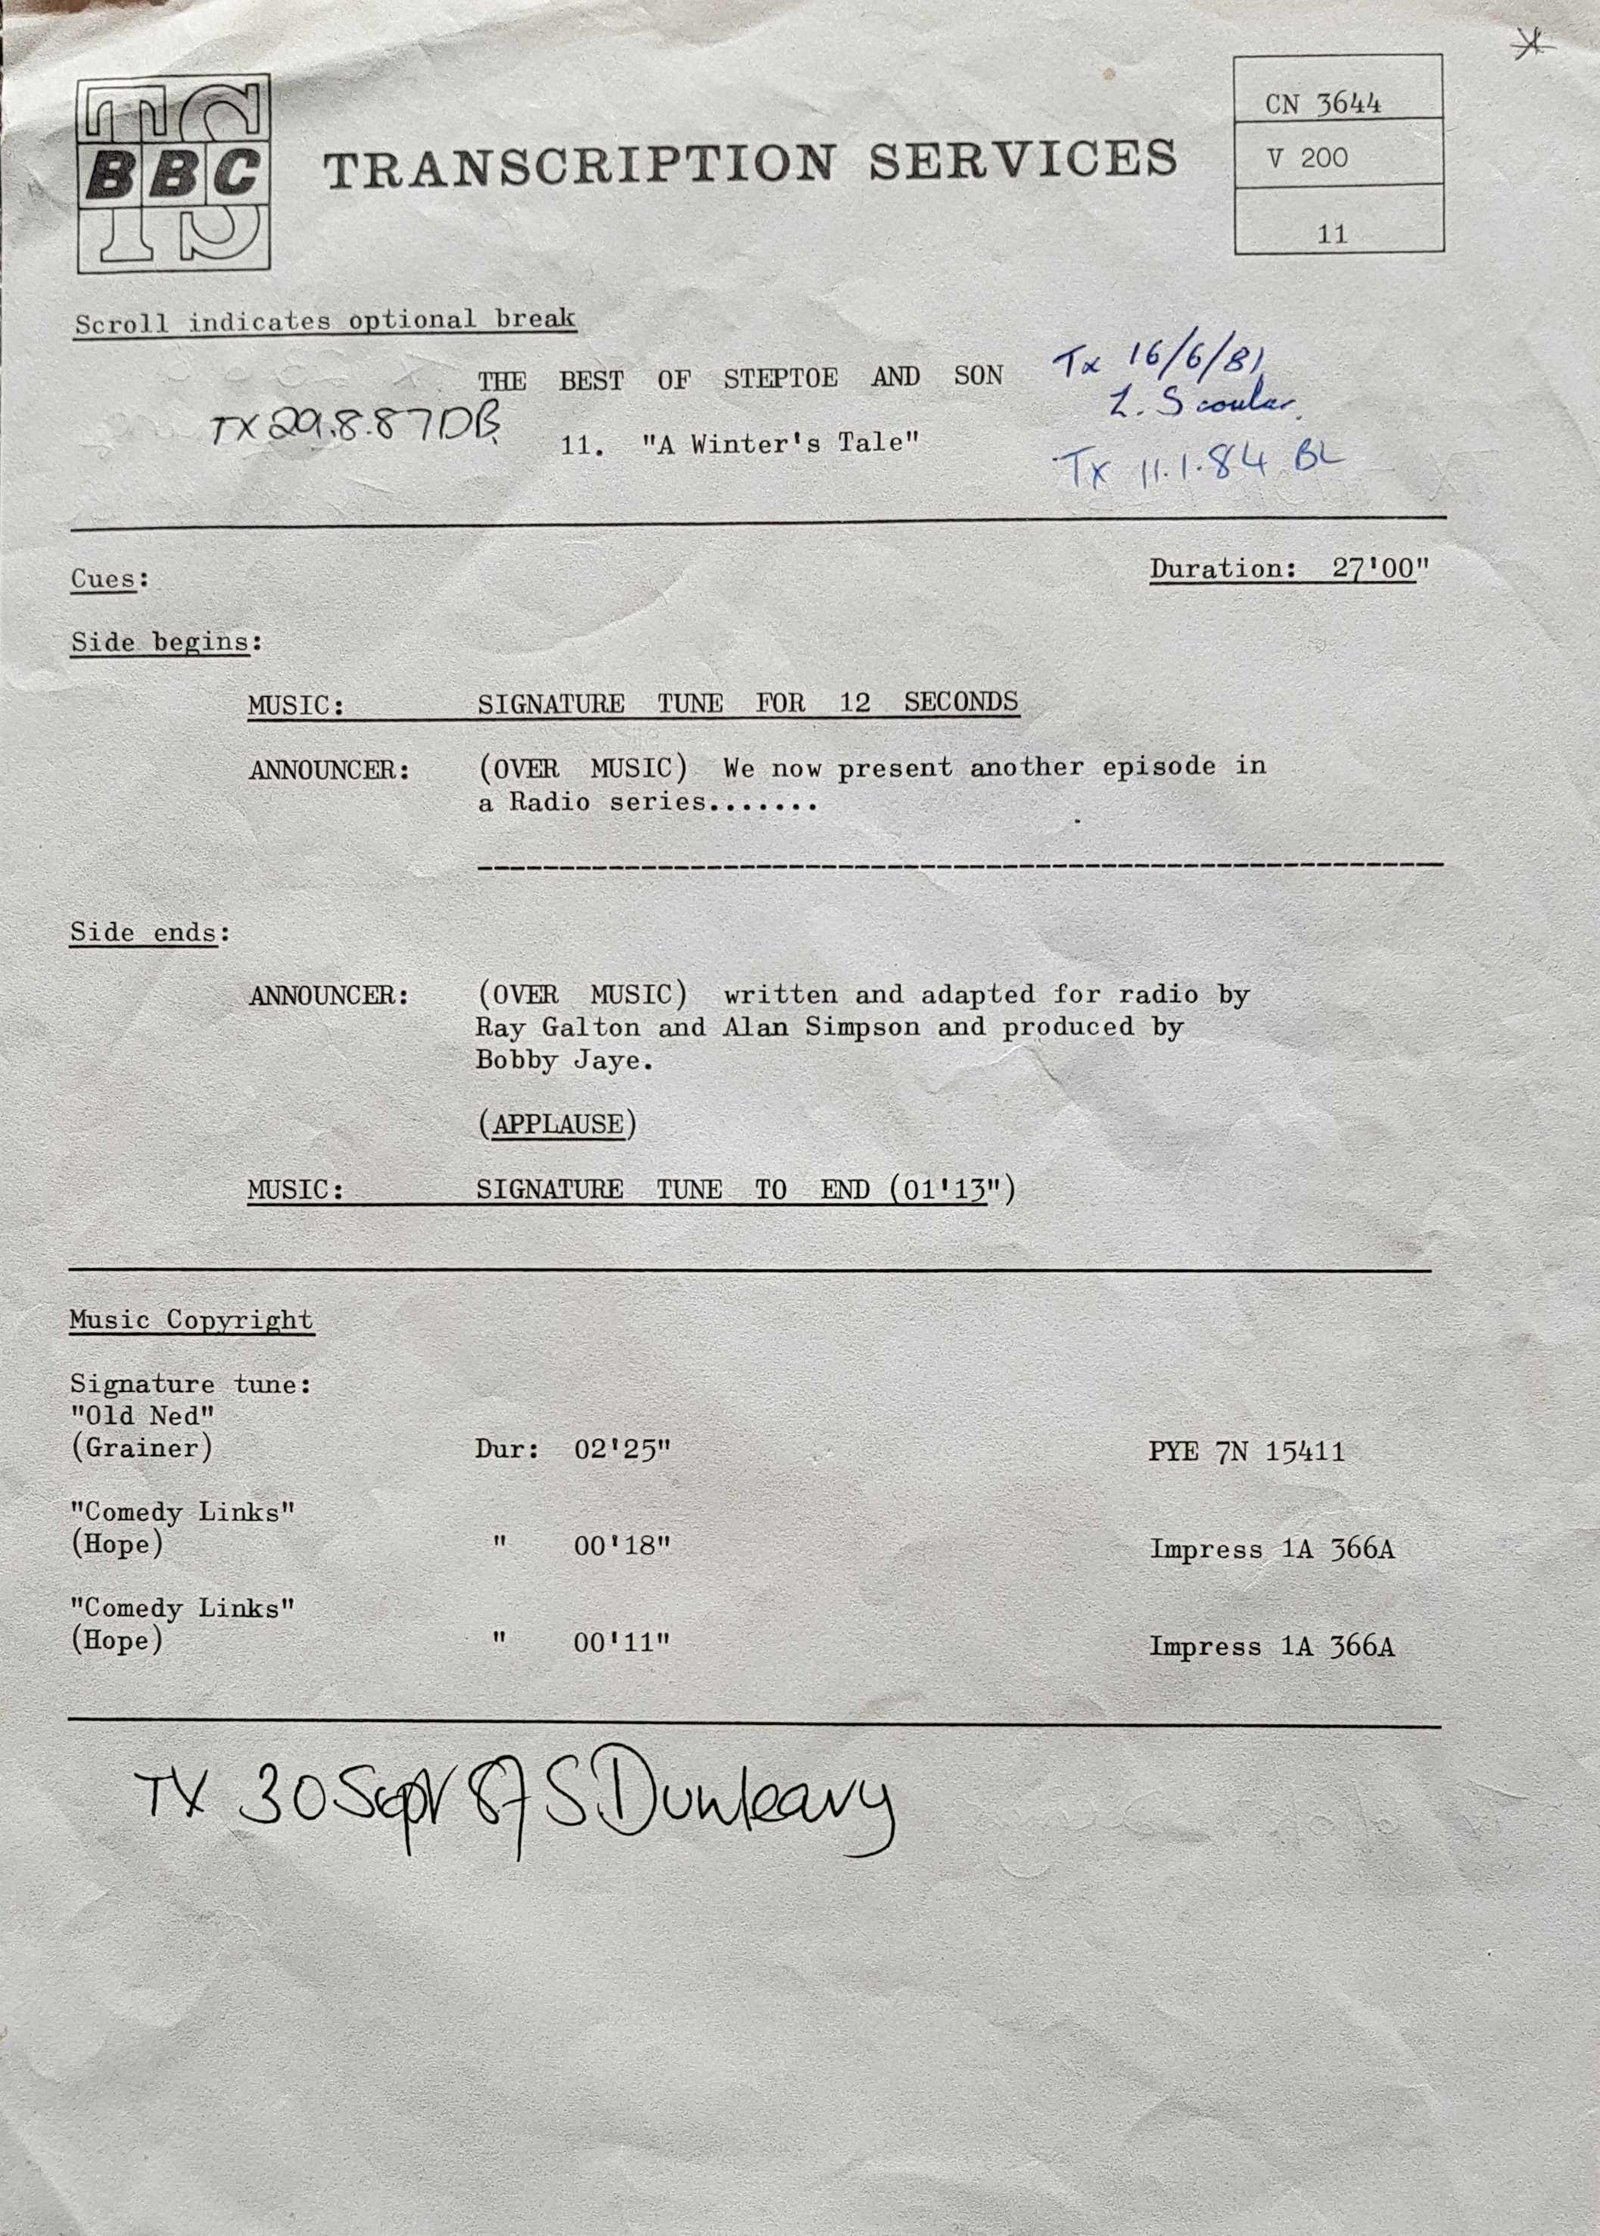 TS
BBC
TS
TRANSCRIPTION SERVICES
CN 3644
V 200
11
Scroll indicates optional break
THE BEST OF STEPTOE AND SON
Tx 16/6/81
Z. Scoular.
TX 29.8.87 DB
11. "A Winter's Tale"
Tx 11.1.84 BL
Cues:
Duration: 27'00"
Side begins:
MUSIC: SIGNATURE TUNE FOR 12 SECONDS
ANNOUNCER: (OVER MUSIC) We now present another episode in
a Radio series.......
Side ends:
ANNOUNCER: (OVER MUSIC) written and adapted for radio by
Ray Galton and Alan Simpson and produced by
Bobby Jaye.
(APPLAUSE)
MUSIC: SIGNATURE TUNE TO END (01'13")
Music Copyright
Signature tune:
"Old Ned"
(Grainer) Dur: 02'25" PYE 7N 15411
"Comedy Links"
(Hope) " 00'18" Impress 1A 366A
"Comedy Links"
(Hope) " 00'11" Impress 1A 366A
TX 30 Sept 87 S Dunleavy